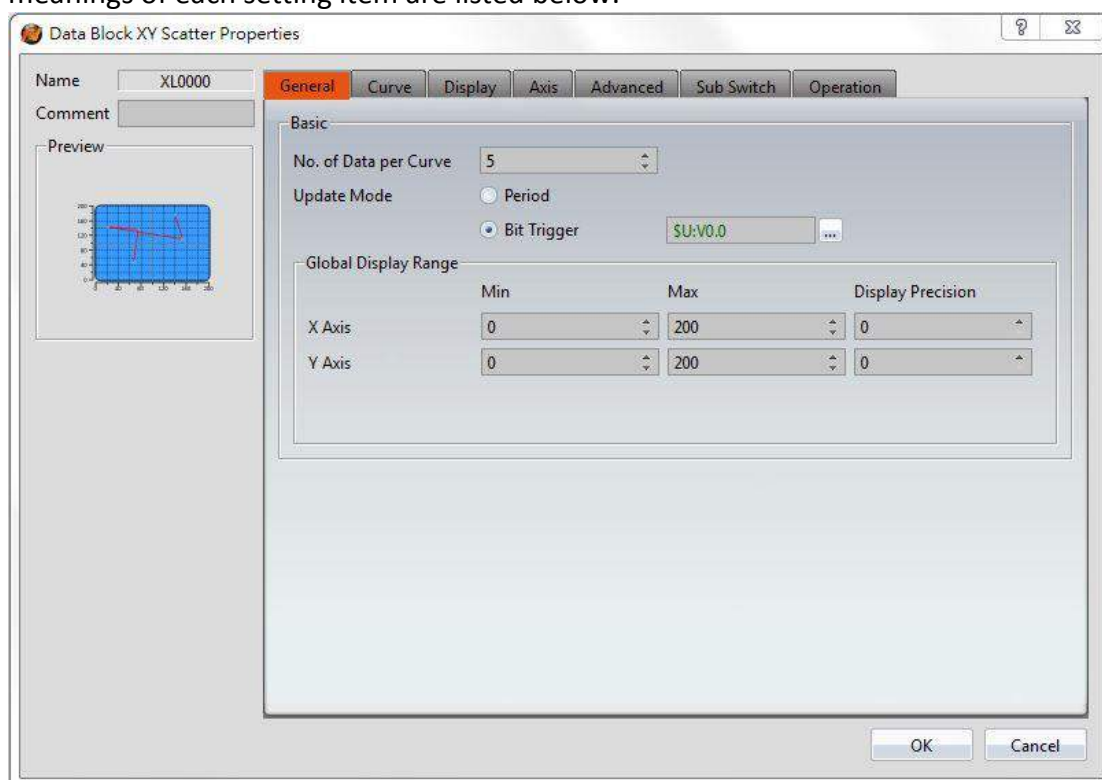 meanings of each setting item are listed below.
Data Block XY Scatter Properties
Name XL0000
Comment
Preview
General Curve Display Axis Advanced Sub Switch Operation
Basic
No. of Data per Curve 5
Update Mode Period
Bit Trigger $U:V0.0 ...
Global Display Range
Min Max Display Precision
X Axis 0 200 0
Y Axis 0 200 0
OK Cancel